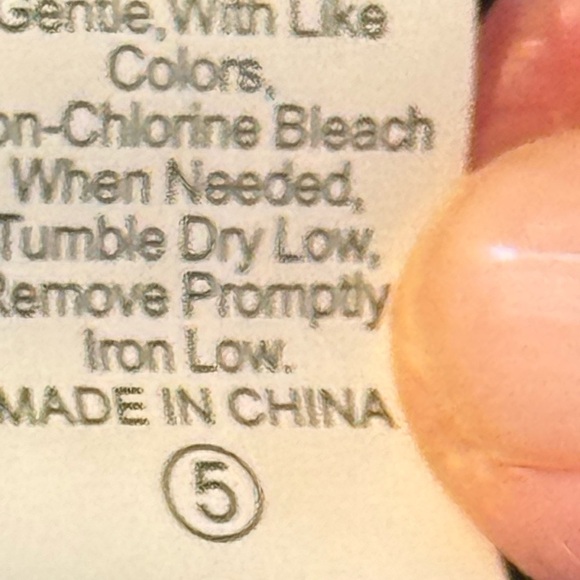 Gentle,With Like
Colors,
on-Chlorine Bleach
When Needed,
Tumble Dry Low,
Remove Promptly
Iron Low.
MADE IN CHINA
5